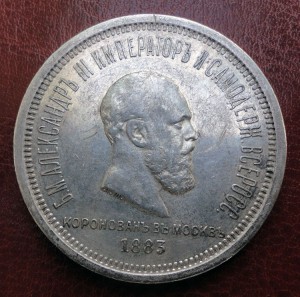 Б.М.АЛЕКСАНДРЪ III ИМПЕРАТОРЪ И САМОДЕРЖ.ВСЕРОСС.
КОРОНОВАНЪ ВЪ МОСКВѢ
1883